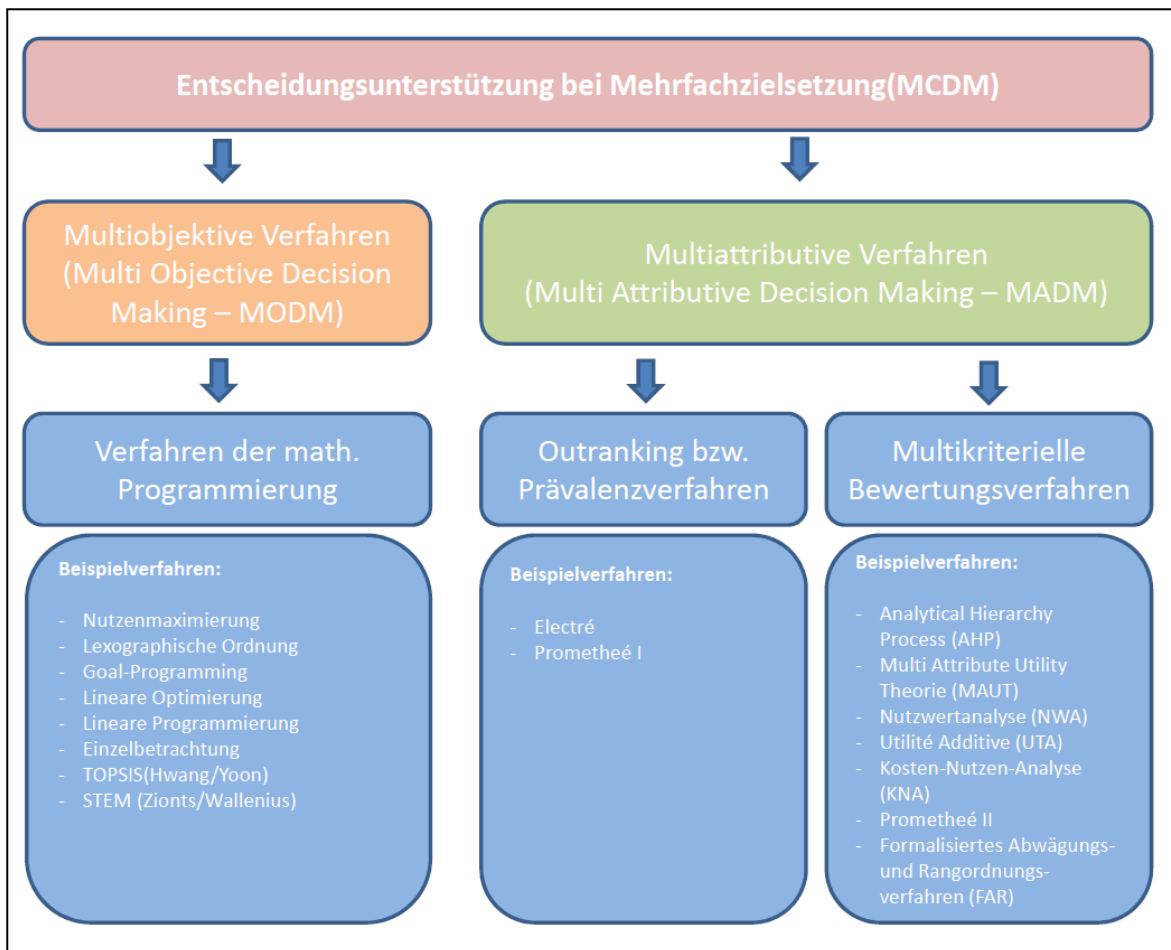 Entscheidungsunterstützung bei Mehrfachzielsetzung(MCDM)
Multiobjektive Verfahren
(Multi Objective Decision
Making – MODM)
Multiattributive Verfahren
(Multi Attributive Decision Making – MADM)
Verfahren der math.
Programmierung
Beispielverfahren:
- Nutzenmaximierung
- Lexographische Ordnung
- Goal-Programming
- Lineare Optimierung
- Lineare Programmierung
- Einzelbetrachtung
- TOPSIS(Hwang/Yoon)
- STEM (Zionts/Wallenius)
Outranking bzw.
Prävalenzverfahren
Beispielverfahren:
- Electré
- Prometheé I
Multikriterielle
Bewertungsverfahren
Beispielverfahren:
- Analytical Hierarchy
Process (AHP)
- Multi Attribute Utility
Theorie (MAUT)
- Nutzwertanalyse (NWA)
- Utilité Additive (UTA)
- Kosten-Nutzen-Analyse
(KNA)
- Prometheé II
- Formalisiertes Abwägungs-
und Rangordnungs-
verfahren (FAR)